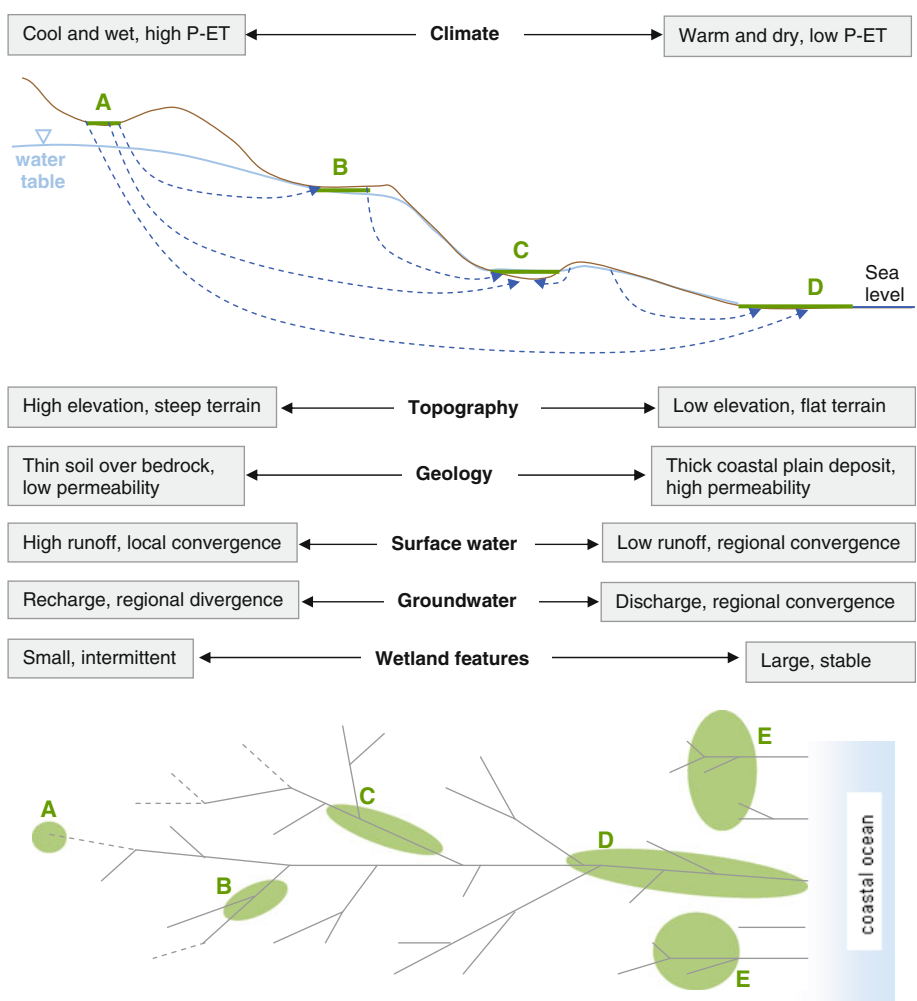 Cool and wet, high P-ET
Climate
Warm and dry, low P-ET
A
water
table
B
C
D
Sea
level
High elevation, steep terrain
Topography
Low elevation, flat terrain
Thin soil over bedrock,
low permeability
Geology
Thick coastal plain deposit,
high permeability
High runoff, local convergence
Surface water
Low runoff, regional convergence
Recharge, regional divergence
Groundwater
Discharge, regional convergence
Small, intermittent
Wetland features
Large, stable
E
C
A
D
B
E
coastal ocean